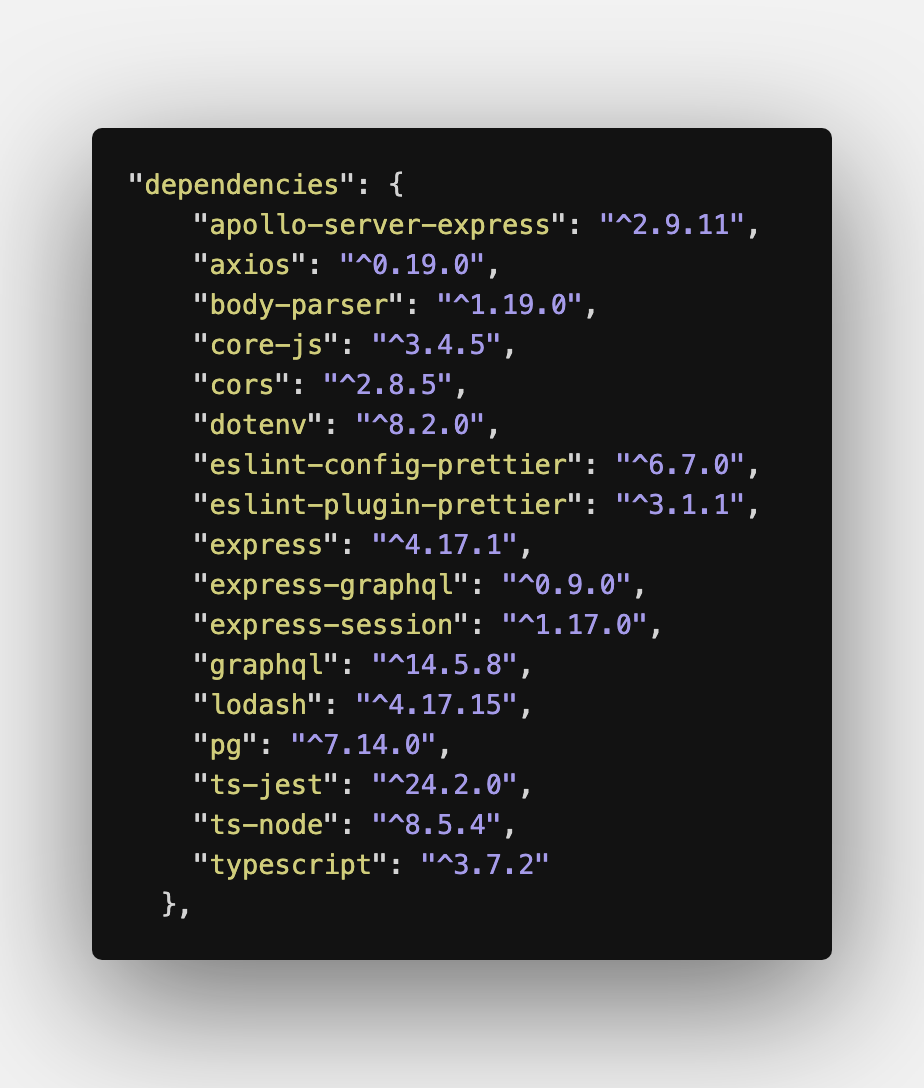 "dependencies": {
    "apollo-server-express": "^2.9.11",
    "axios": "^0.19.0",
    "body-parser": "^1.19.0",
    "core-js": "^3.4.5",
    "cors": "^2.8.5",
    "dotenv": "^8.2.0",
    "eslint-config-prettier": "^6.7.0",
    "eslint-plugin-prettier": "^3.1.1",
    "express": "^4.17.1",
    "express-graphql": "^0.9.0",
    "express-session": "^1.17.0",
    "graphql": "^14.5.8",
    "lodash": "^4.17.15",
    "pg": "^7.14.0",
    "ts-jest": "^24.2.0",
    "ts-node": "^8.5.4",
    "typescript": "^3.7.2"
  },